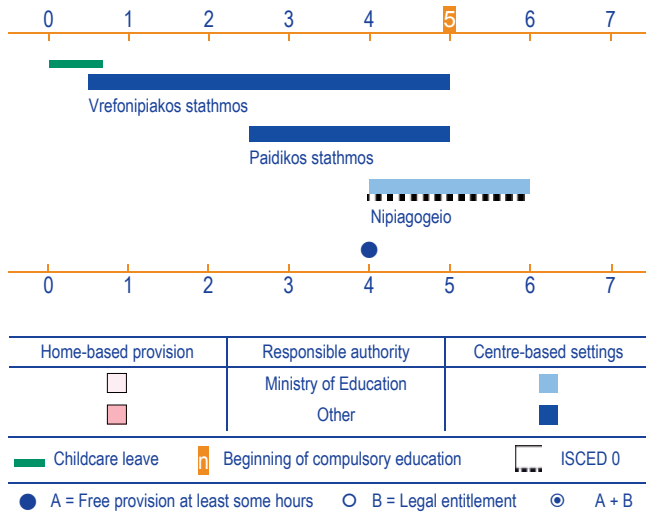 0 1 2 3 4 5 6 7
Vrefonipiakos stathmos
Paidikos stathmos
Nipiagogeio
0 1 2 3 4 5 6 7
Home-based provision Responsible authority Centre-based settings
Ministry of Education
Other
Childcare leave n Beginning of compulsory education ISCED 0
A = Free provision at least some hours B = Legal entitlement A + B